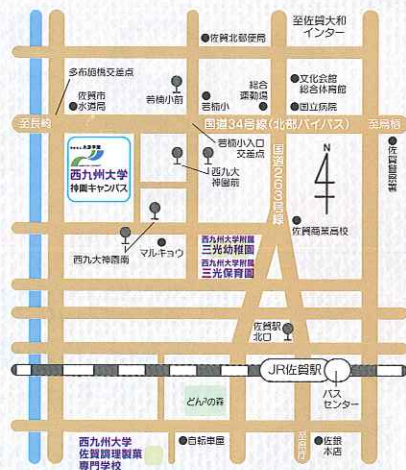 至佐賀大和
インター
佐賀北郵便局
多布施橋交差点
佐賀市
水道局
若楠小前
若楠小
総合
運動場
文化会館
総合体育館
国立病院
至長崎
国道34号線(北部バイパス)
至鳥栖
若楠小入口
交差点
西九州大学
神園キャンパス
西九大
神園前
国道263号線
N
佐賀警察署
佐賀商業高校
西九大神園南
マルキョウ
西九州大学附属
三光幼稚園
西九州大学附属
三光保育園
佐賀駅
北口
JR佐賀駅
バス
センター
どん3の森
西九州大学
佐賀調理製菓
専門学校
自転車屋
至県庁
佐銀
本店